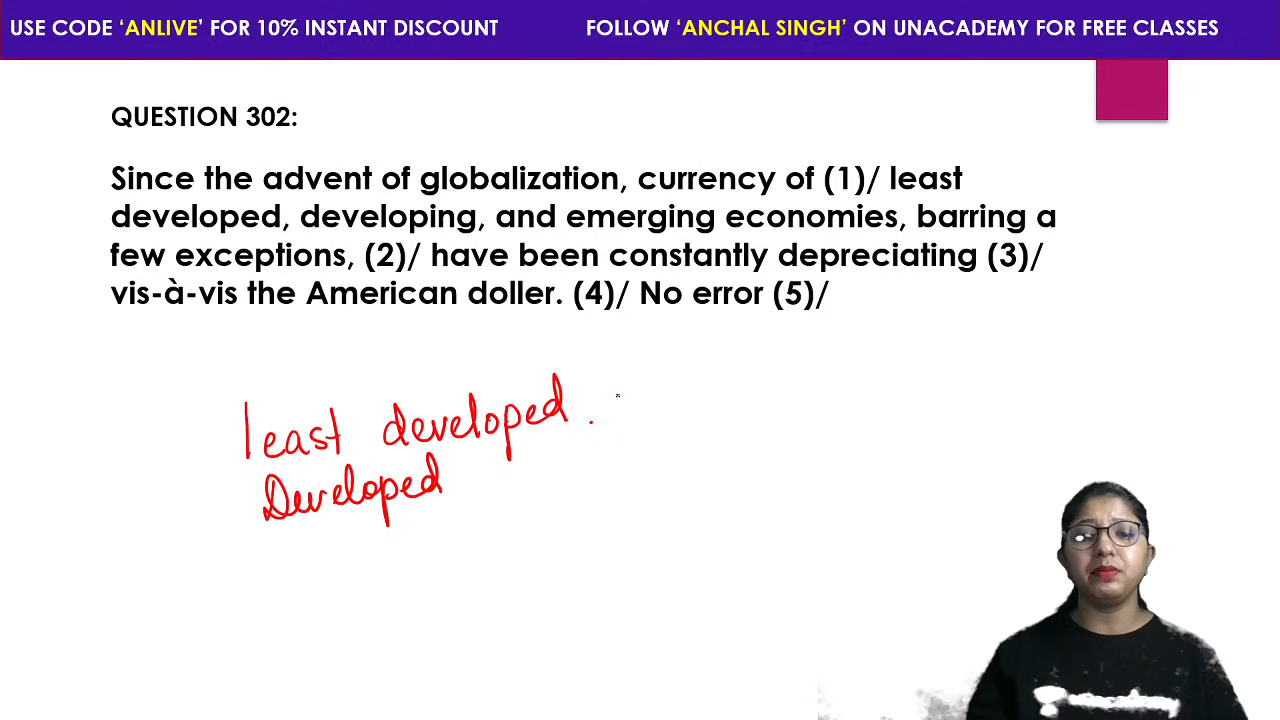 USE CODE ‘ANLIVE’ FOR 10% INSTANT DISCOUNT FOLLOW ‘ANCHAL SINGH’ ON UNACADEMY FOR FREE CLASSES
QUESTION 302:
Since the advent of globalization, currency of (1)/ least
developed, developing, and emerging economies, barring a
few exceptions, (2)/ have been constantly depreciating (3)/
vis-à-vis the American doller. (4)/ No error (5)/
least developed.
Developed